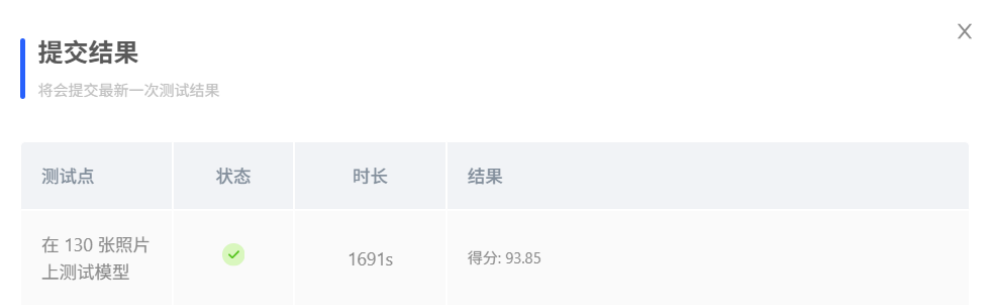 提交结果
将会提交最新一次测试结果
测试点 状态 时长 结果
在 130 张照片
上测试模型
1691s
得分: 93.85